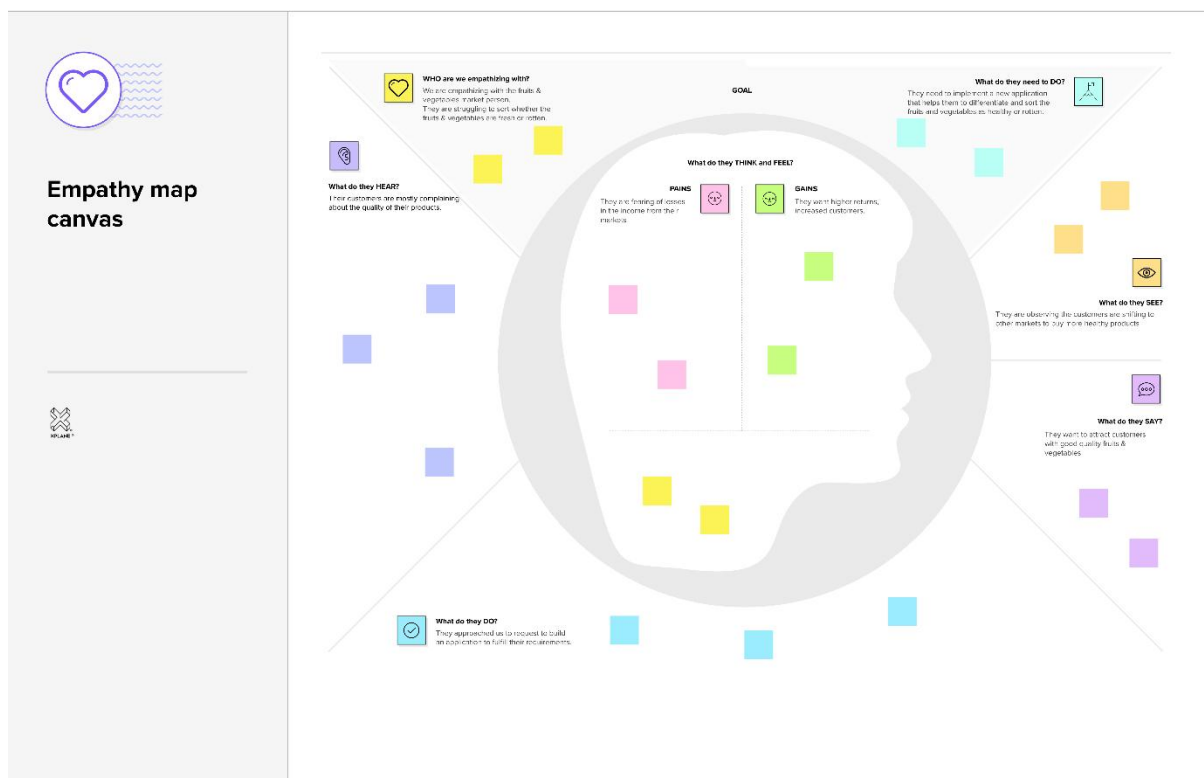 Empathy map
canvas
XPLANE
WHO are we empathizing with?
We are empathizing with the fruits &
vegetables market person.
They are struggling to sort whether the
fruits & vegetables are fresh or rotten.
GOAL
What do they need to DO?
They need to implement a new application
that helps them to differentiate and sort the
fruits and vegetables as healthy or rotten.
What do they HEAR?
Their customers are mostly complaining
about the quality of their products.
What do they THINK and FEEL?
PAINS
They are fearing of losses
in the income from their
markets
GAINS
They want higher returns,
increased customers.
What do they SEE?
They are observing the customers are shifting to
other markets to buy more healthy products
What do they SAY?
They want to attract customers
with good quality fruits &
vegetables
What do they DO?
They approached us to request to build
an application to fulfill their requirements.